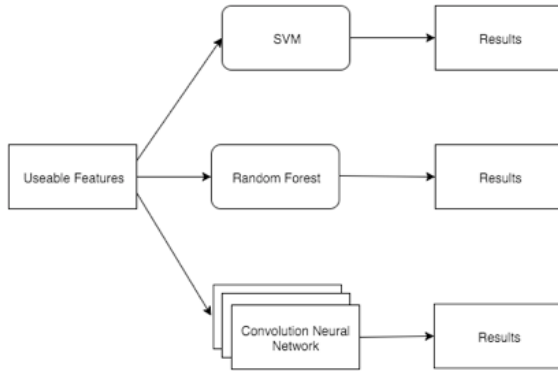 SVM
Results
Useable Features
Random Forest
Results
Convolution Neural
Network
Results